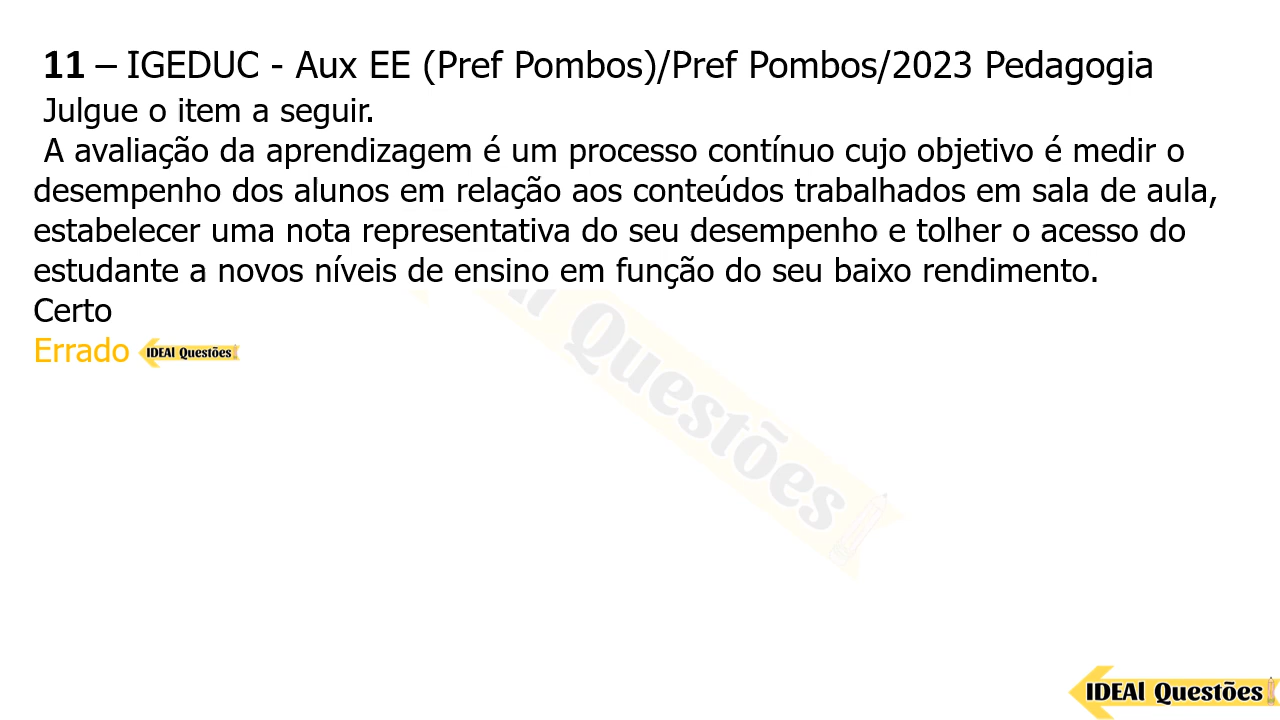 11 – IGEDUC - Aux EE (Pref Pombos)/Pref Pombos/2023 Pedagogia
Julgue o item a seguir.
A avaliação da aprendizagem é um processo contínuo cujo objetivo é medir o
desempenho dos alunos em relação aos conteúdos trabalhados em sala de aula,
estabelecer uma nota representativa do seu desempenho e tolher o acesso do
estudante a novos níveis de ensino em função do seu baixo rendimento.
Certo
Errado IDEAl Questões
Questões
IDEAl Questões